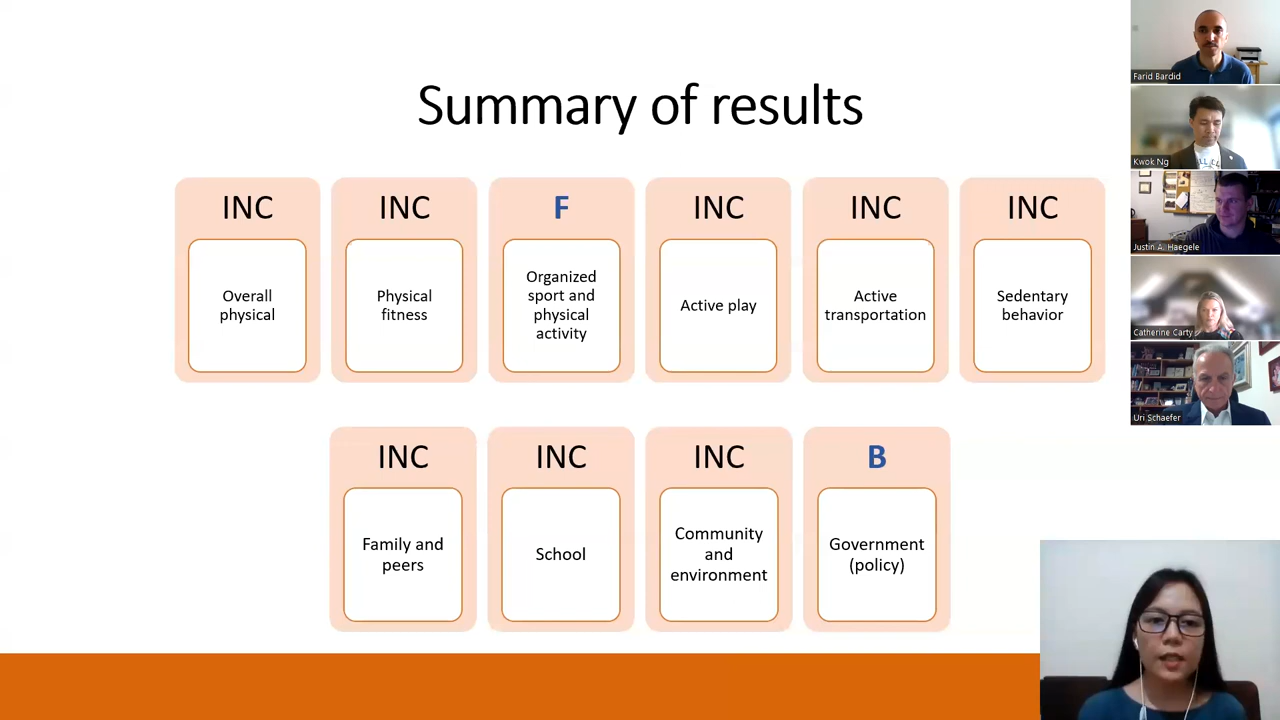 Summary of results
INC
INC
F
INC
INC
INC
Overall
physical
Physical
fitness
Organized
sport and
physical
activity
Active play
Active
transportation
Sedentary
behavior
INC
INC
INC
B
Family and
peers
School
Community
and
environment
Government
(policy)
Farid Bardid
Kwok Ng
Justin A. Haegele
Catherine Carty
Uri Schaefer